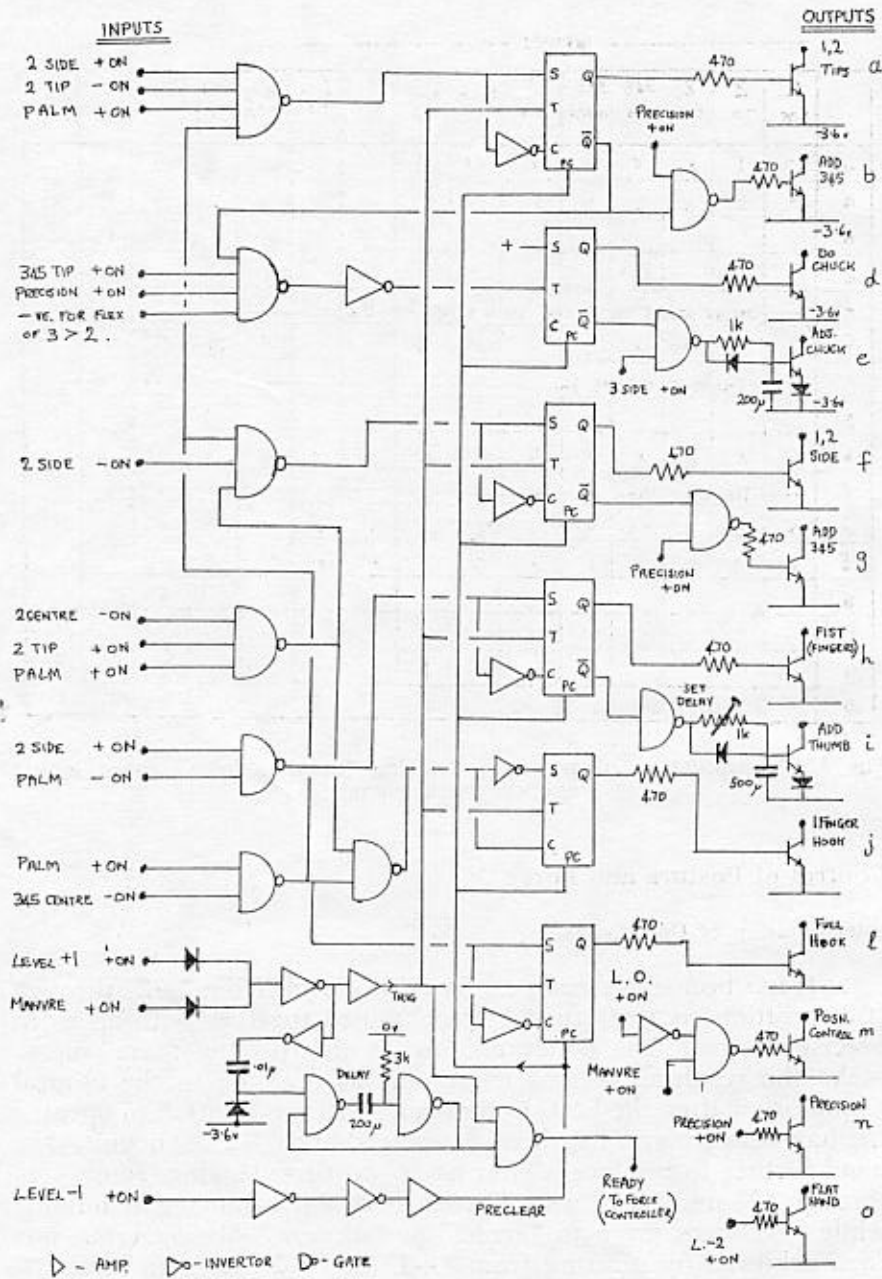 INPUTS
OUTPUTS
2 SIDE +ON
2 TIP -ON
PALM +ON
S Q
T
C Q̅
PC
470
1,2
TIPS
a
-3.6v
PRECISION
+ON
470
ADD
345
b
-3.6v
345 TIP +ON
PRECISION +ON
-VE. FOR FLEX
OF 3 > 2.
+
S Q
T
C Q̅
PC
470
DO
CHUCK
d
-3.6v
3 SIDE +ON
1k
200μ
ADJ.
CHUCK
e
-3.6v
2 SIDE -ON
S Q
T
C Q̅
PC
470
1,2
SIDE
f
PRECISION
+ON
470
ADD
345
g
2CENTRE -ON
2 TIP +ON
PALM +ON
S Q
T
C Q̅
PC
470
FIST
(FINGERS)
h
SET
DELAY
1k
500μ
ADD
THUMB
i
2 SIDE +ON
PALM -ON
S Q
T
C
PC
470
1 FINGER
HOOK
j
PALM +ON
345 CENTRE -ON
S Q
T
C
PC
470
FULL
HOOK
l
LEVEL +1 +ON
MANVRE +ON
TRIG
.01μ
-3.6v
DELAY
200μ
0v
3k
L.O.
+ON
MANVRE
+ON
470
POSN.
CONTROL
m
PRECISION
+ON
470
PRECISION
n
READY
(TO FORCE
CONTROLLER)
LEVEL-1 +ON
PRECLEAR
L.-2
+ON
470
FLAT
HAND
o
- AMP.
- INVERTOR
- GATE